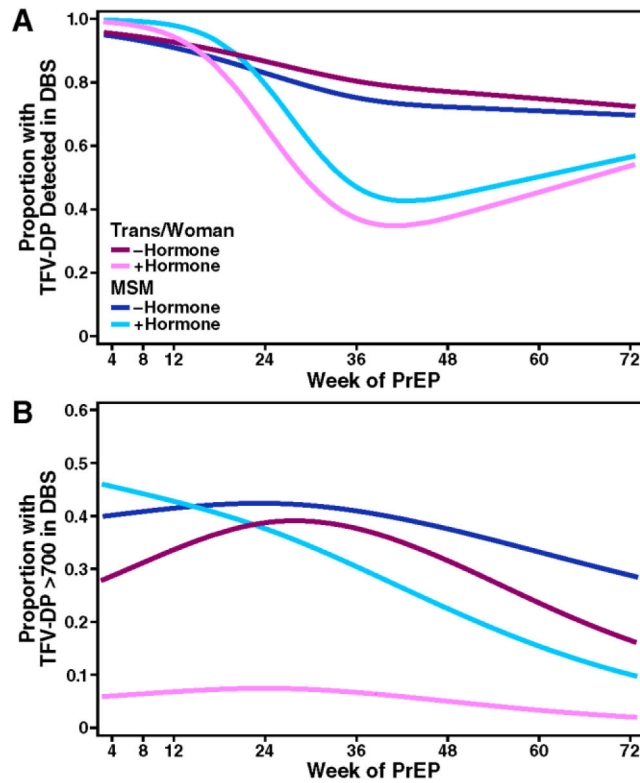 A
Proportion with
TFV-DP Detected in DBS
1.0
0.8
0.6
0.4
0.2
0
Trans/Woman
−Hormone
+Hormone
MSM
−Hormone
+Hormone
4 8 12 24 36 48 60 72
Week of PrEP
B
Proportion with
TFV-DP >700 in DBS
0.6
0.5
0.4
0.3
0.2
0.1
0
4 8 12 24 36 48 60 72
Week of PrEP